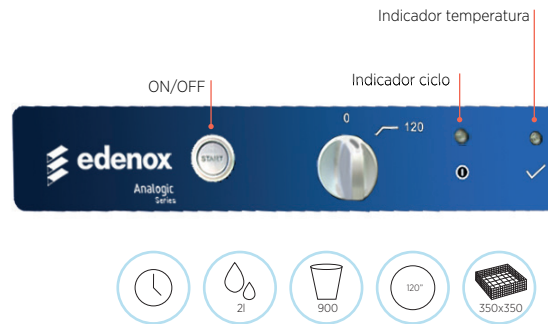 Indicador temperatura
ON/OFF
Indicador ciclo
edenox
Analogic
Series
START
0
120
2l
900
120"
350x350